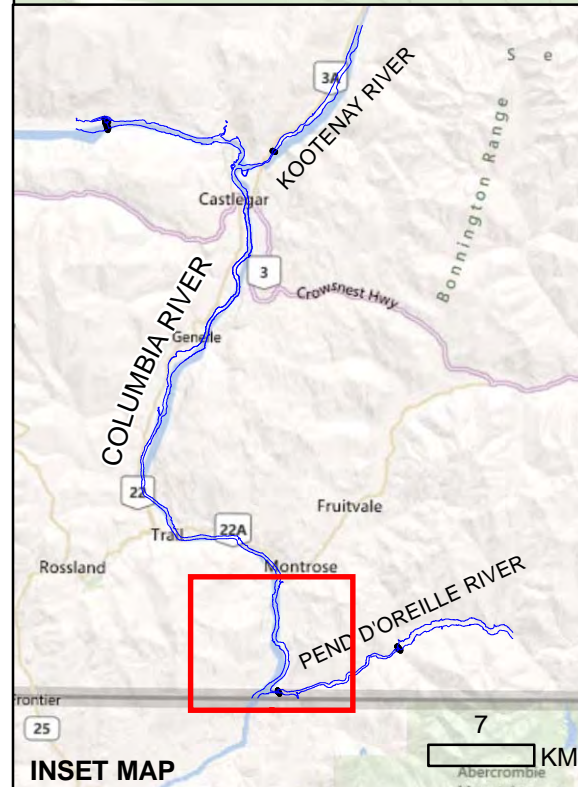 S e
3A
KOOTENAY RIVER
Bonnington Range
Castlegar
3
Crowsnest Hwy
COLUMBIA RIVER
Genelle
22
Fruitvale
Trail
22A
Rossland
Montrose
PEND D'OREILLE RIVER
Frontier
25
7
KM
INSET MAP
Abercrombie